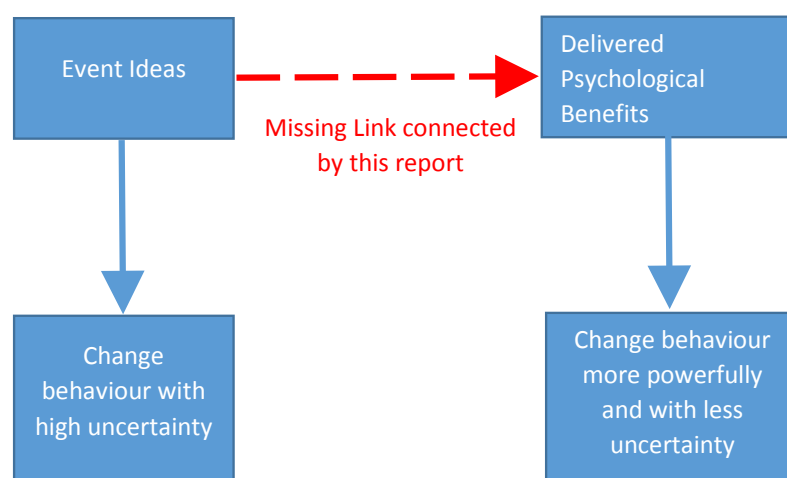 Event Ideas
Delivered
Psychological
Benefits
Missing Link connected
by this report
Change
behaviour with
high uncertainty
Change behaviour
more powerfully
and with less
uncertainty